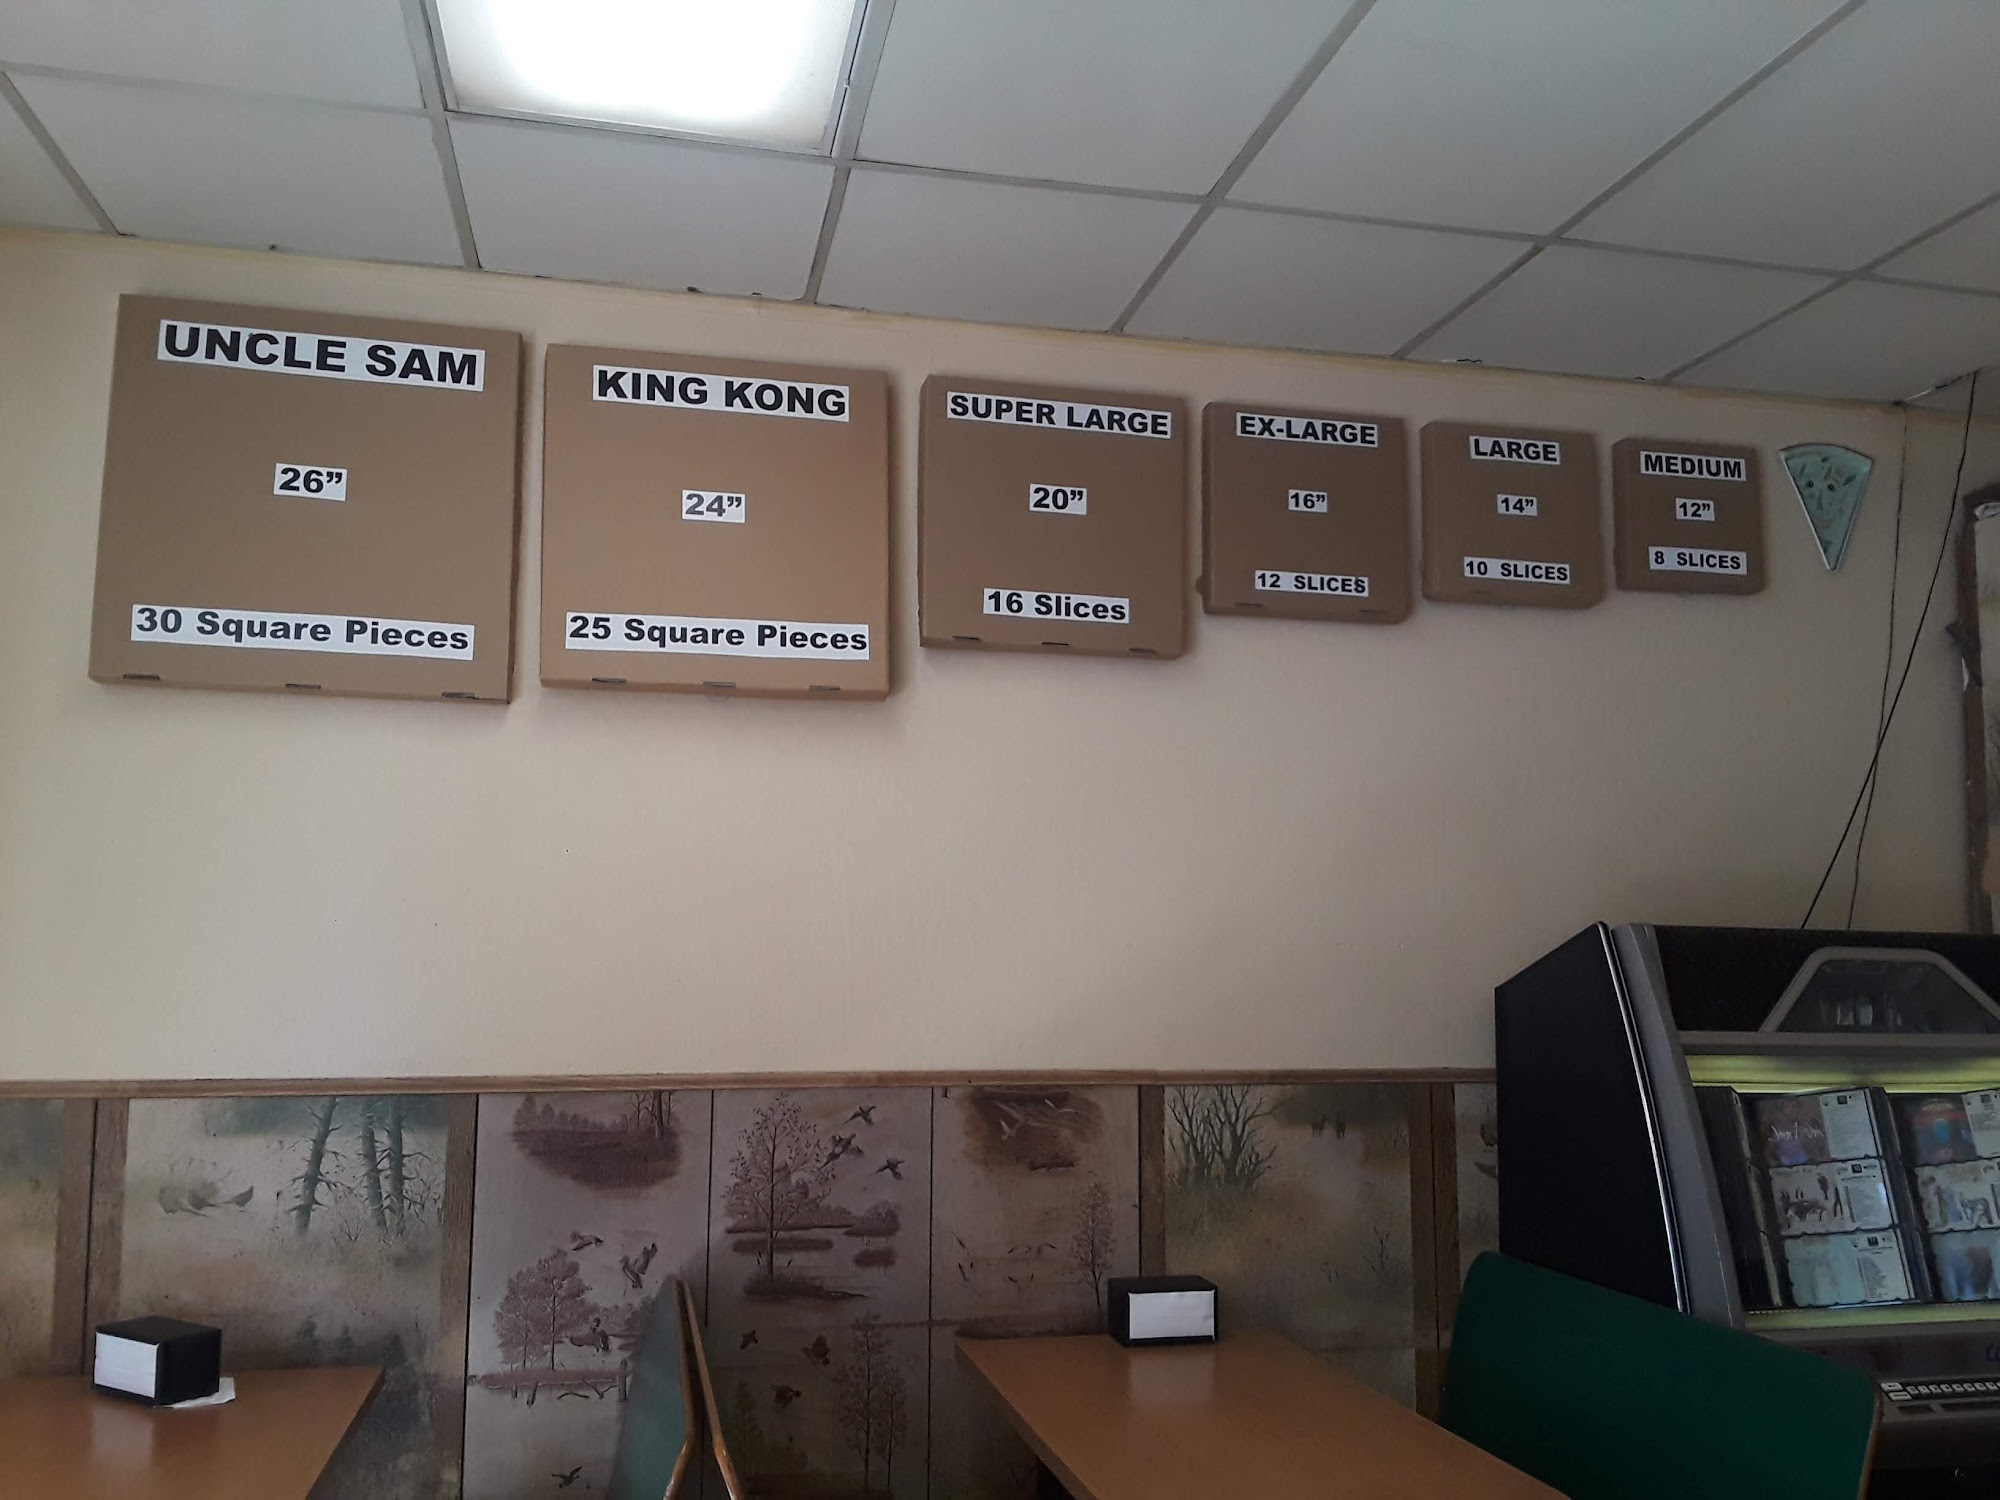 UNCLE SAM
26”
30 Square Pieces
KING KONG
24”
25 Square Pieces
SUPER LARGE
20”
16 Slices
EX-LARGE
16”
12 SLICES
LARGE
14”
10 SLICES
MEDIUM
12”
8 SLICES